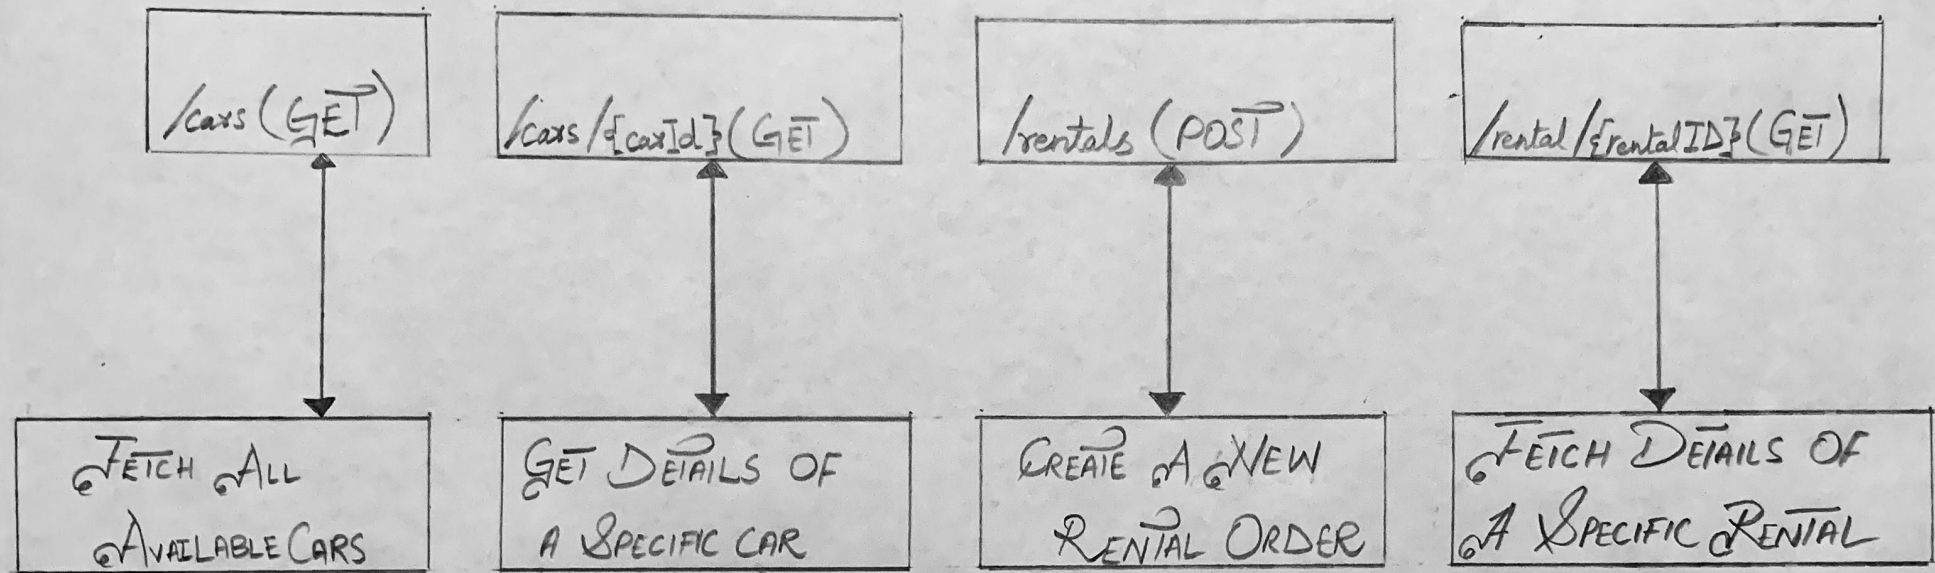 /cars (GET)
/cars/{carId} (GET)
/rentals (POST)
/rental/{rentalID} (GET)
FETCH ALL
AVAILABLE CARS
GET DETAILS OF
A SPECIFIC CAR
CREATE A NEW
RENTAL ORDER
FETCH DETAILS OF
A SPECIFIC RENTAL